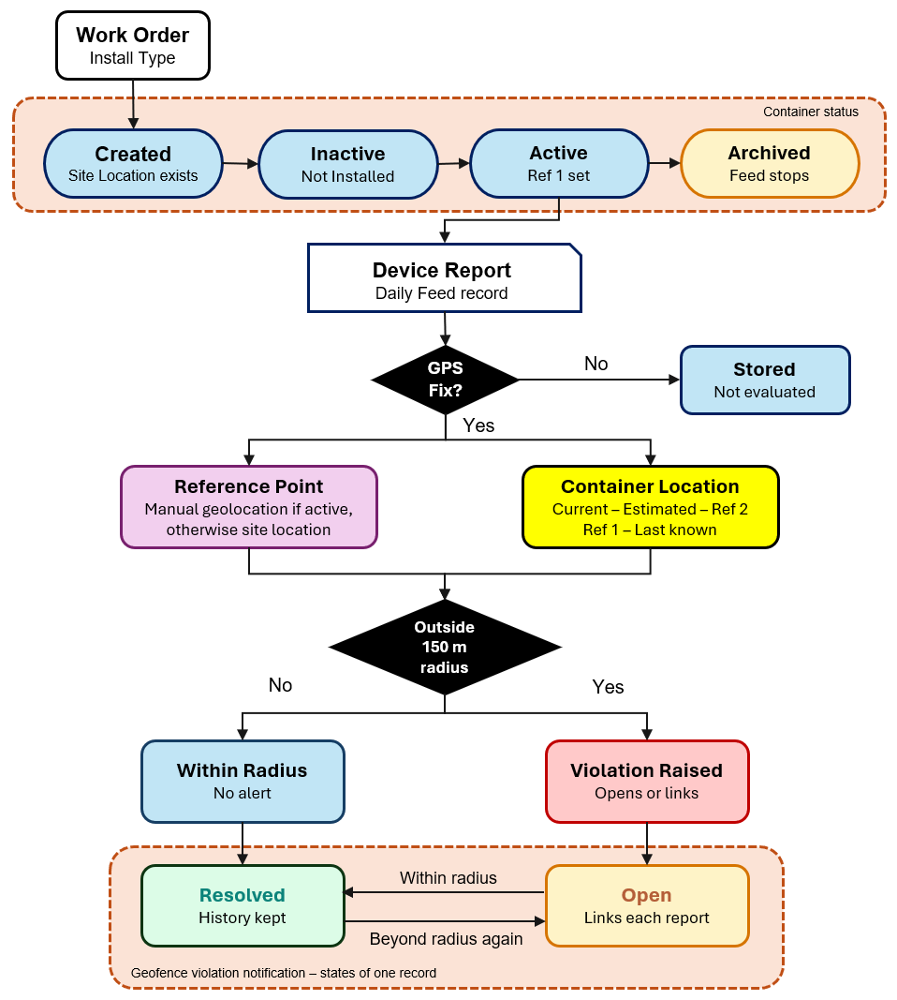 Work Order
Install Type
Container status
Created
Site Location exists
Inactive
Not Installed
Active
Ref 1 set
Archived
Feed stops
Device Report
Daily Feed record
GPS
Fix?
No
Stored
Not evaluated
Yes
Reference Point
Manual geolocation if active,
otherwise site location
Container Location
Current – Estimated – Ref 2
Ref 1 – Last known
Outside
150 m
radius
No
Yes
Within Radius
No alert
Violation Raised
Opens or links
Resolved
History kept
Within radius
Beyond radius again
Open
Links each report
Geofence violation notification – states of one record